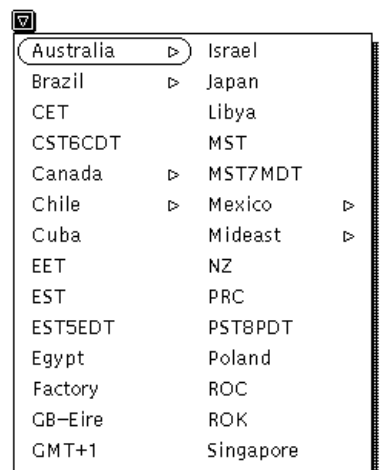 Australia
Brazil
CET
CST6CDT
Canada
Chile
Cuba
EET
EST
EST5EDT
Egypt
Factory
GB-Eire
GMT+1
Israel
Japan
Libya
MST
MST7MDT
Mexico
Mideast
NZ
PRC
PST8PDT
Poland
ROC
ROK
Singapore